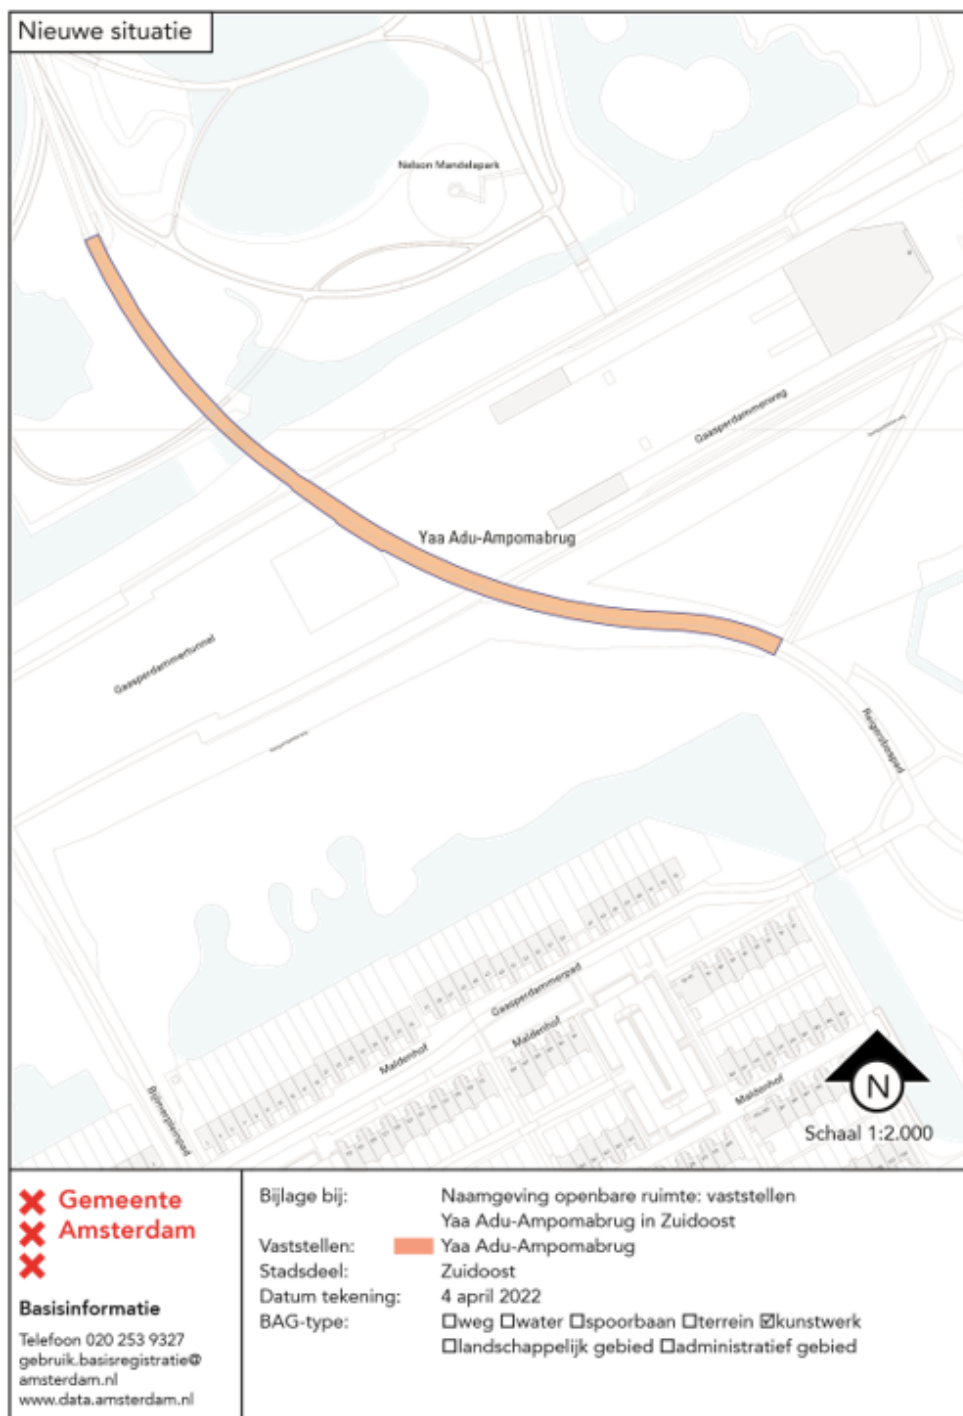 Nieuwe situatie
Nelson Mandelapark
Gaasperdammerweg
Yaa Adu-Ampomabrug
Gaasperdammertunnel
Reigersbospad
Gaasperdammerpad
Maldenhof
Maldenhof
Maldenhof
Bijlmerpleinpad
N
Schaal 1:2.000
Gemeente
Amsterdam
Basisinformatie
Telefoon 020 253 9327
gebruik.basisregistratie@
amsterdam.nl
www.data.amsterdam.nl
Bijlage bij: Naamgeving openbare ruimte: vaststellen
Yaa Adu-Ampomabrug in Zuidoost
Vaststellen: Yaa Adu-Ampomabrug
Stadsdeel: Zuidoost
Datum tekening: 4 april 2022
BAG-type: ☐weg ☐water ☐spoorbaan ☐terrein ☑kunstwerk
☐landschappelijk gebied ☐administratief gebied